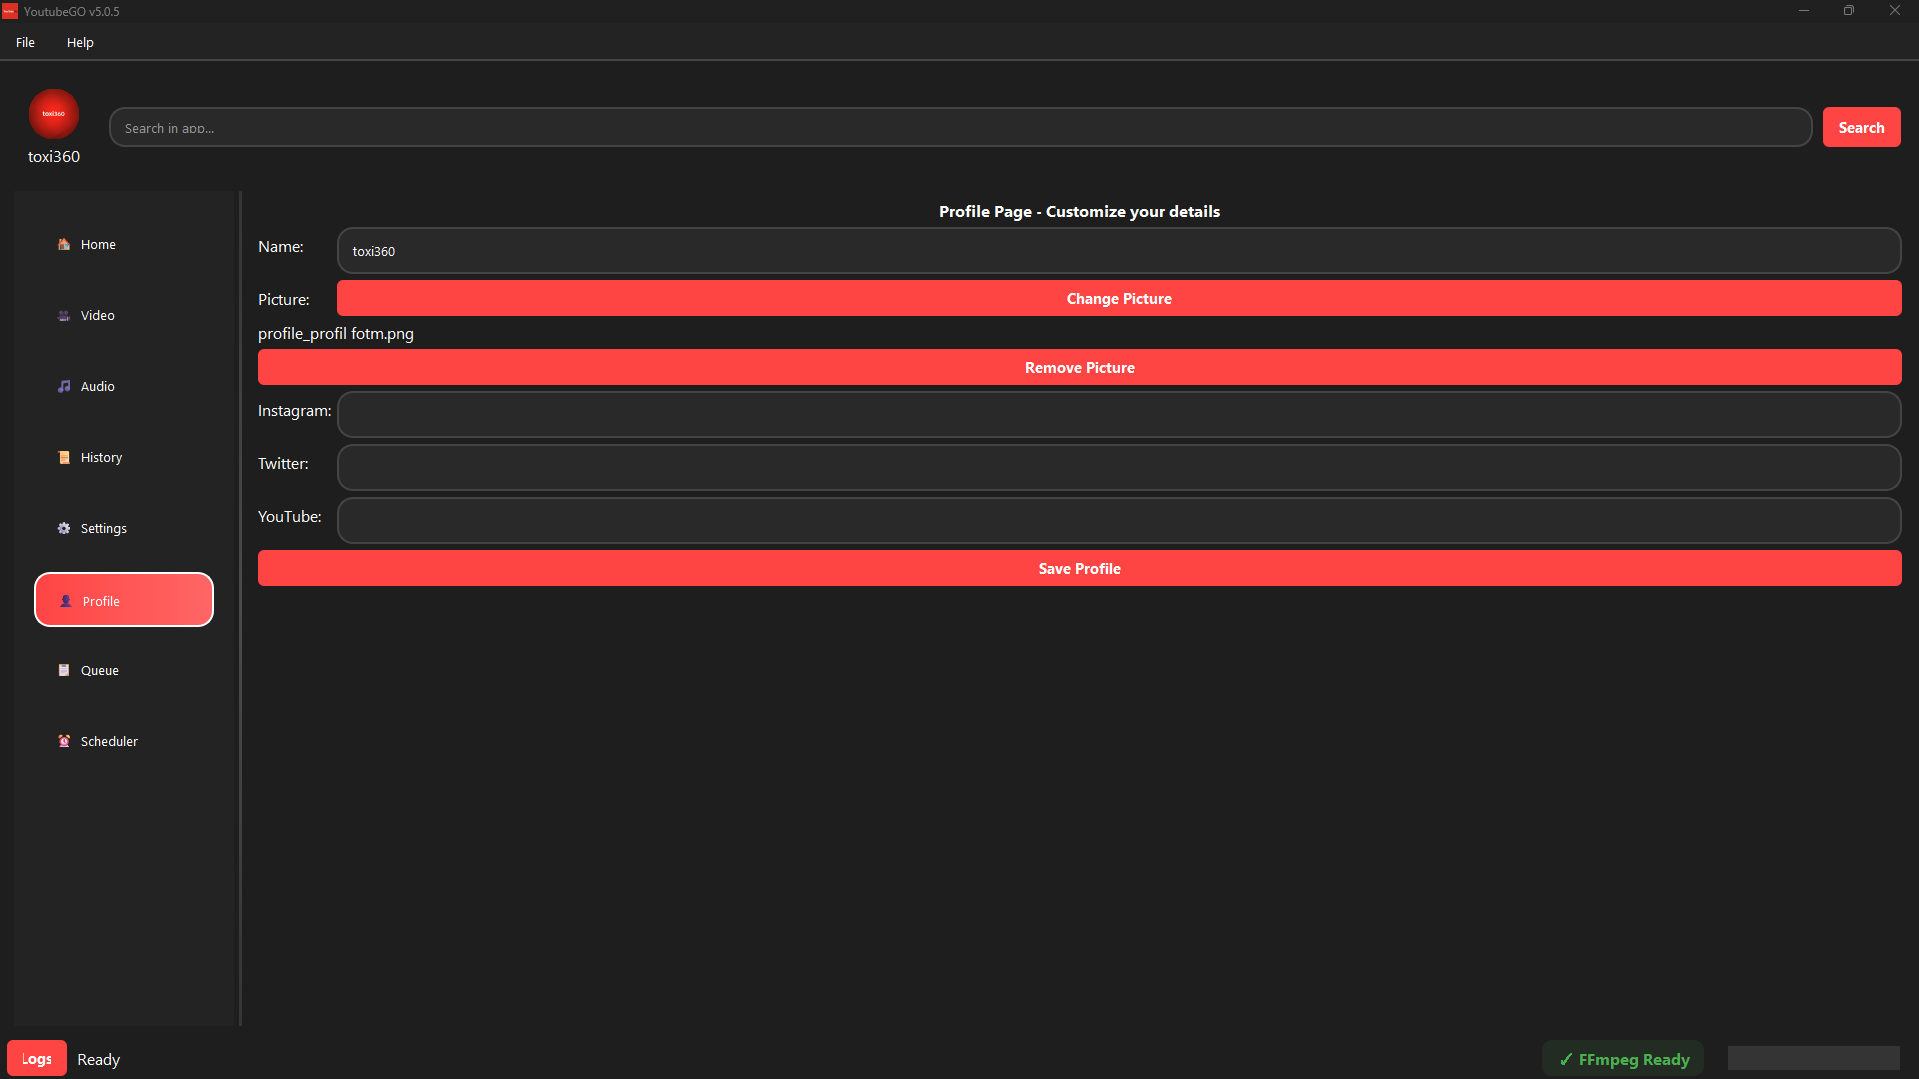 YoutubeGO v5.0.5
File Help
toxi360
Search in app...
Search
toxi360
Home
Video
Audio
History
Settings
Profile
Queue
Scheduler
Profile Page - Customize your details
Name: toxi360
Picture: Change Picture
profile_profil fotm.png
Remove Picture
Instagram:
Twitter:
YouTube:
Save Profile
Logs Ready
✓ FFmpeg Ready